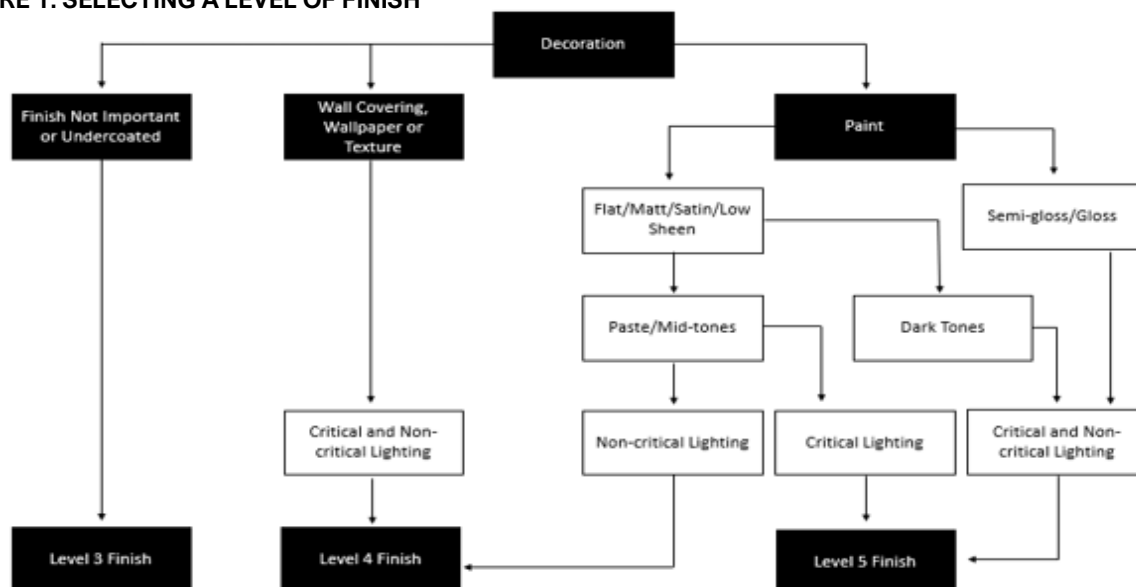 RE 1: SELECTING A LEVEL OF FINISH
Decoration
Finish Not Important
or Undercoated
Wall Covering,
Wallpaper or
Texture
Paint
Flat/Matt/Satin/Low
Sheen
Semi-gloss/Gloss
Paste/Mid-tones
Dark Tones
Critical and Non-
critical Lighting
Non-critical Lighting
Critical Lighting
Critical and Non-
critical Lighting
Level 3 Finish
Level 4 Finish
Level 5 Finish